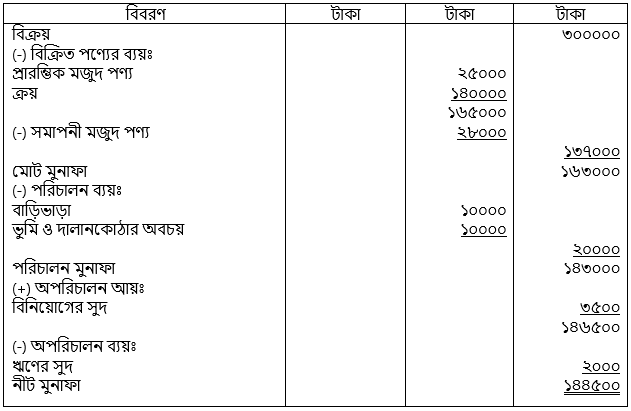 বিবরণ টাকা টাকা টাকা
বিক্রয় ৩০০০০০
(-) বিক্রিত পণ্যের ব্যয়ঃ
প্রারম্ভিক মজুদ পণ্য ২৫০০০
ক্রয় ১৪০০০০
১৬৫০০০
(-) সমাপনী মজুদ পণ্য ২৮০০০
১৩৭০০০
মোট মুনাফা ১৬৩০০০
(-) পরিচালন ব্যয়ঃ
বাড়িভাড়া ১০০০০
ভুমি ও দালানকোঠার অবচয় ১০০০০
২০০০০
পরিচালন মুনাফা ১৪৩০০০
(+) অপরিচালন আয়ঃ
বিনিয়োগের সুদ ৩৫০০
১৪৬৫০০
(-) অপরিচালন ব্যয়ঃ
ঋণের সুদ ২০০০
নীট মুনাফা ১৪৪৫০০